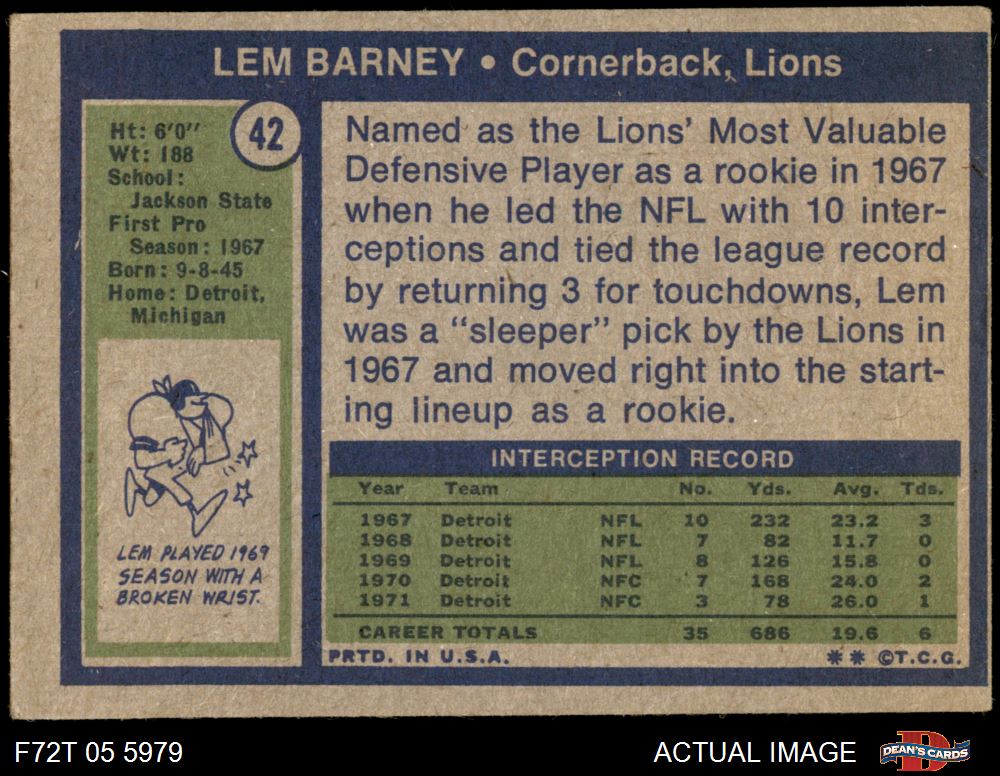 LEM BARNEY • Cornerback, Lions
42
Ht: 6'0"
Wt: 188
School:
Jackson State
First Pro
Season: 1967
Born: 9-8-45
Home: Detroit,
Michigan
LEM PLAYED 1969
SEASON WITH A
BROKEN WRIST.
Named as the Lions' Most Valuable
Defensive Player as a rookie in 1967
when he led the NFL with 10 inter-
ceptions and tied the league record
by returning 3 for touchdowns, Lem
was a "sleeper" pick by the Lions in
1967 and moved right into the start-
ing lineup as a rookie.
INTERCEPTION RECORD
Year Team No. Yds. Avg. Tds.
1967 Detroit NFL 10 232 23.2 3
1968 Detroit NFL 7 82 11.7 0
1969 Detroit NFL 8 126 15.8 0
1970 Detroit NFC 7 168 24.0 2
1971 Detroit NFC 3 78 26.0 1
CAREER TOTALS 35 686 19.6 6
PRTD. IN U.S.A. ** ©T.C.G.
F72T 05 5979 ACTUAL IMAGE DEAN'S CARDS